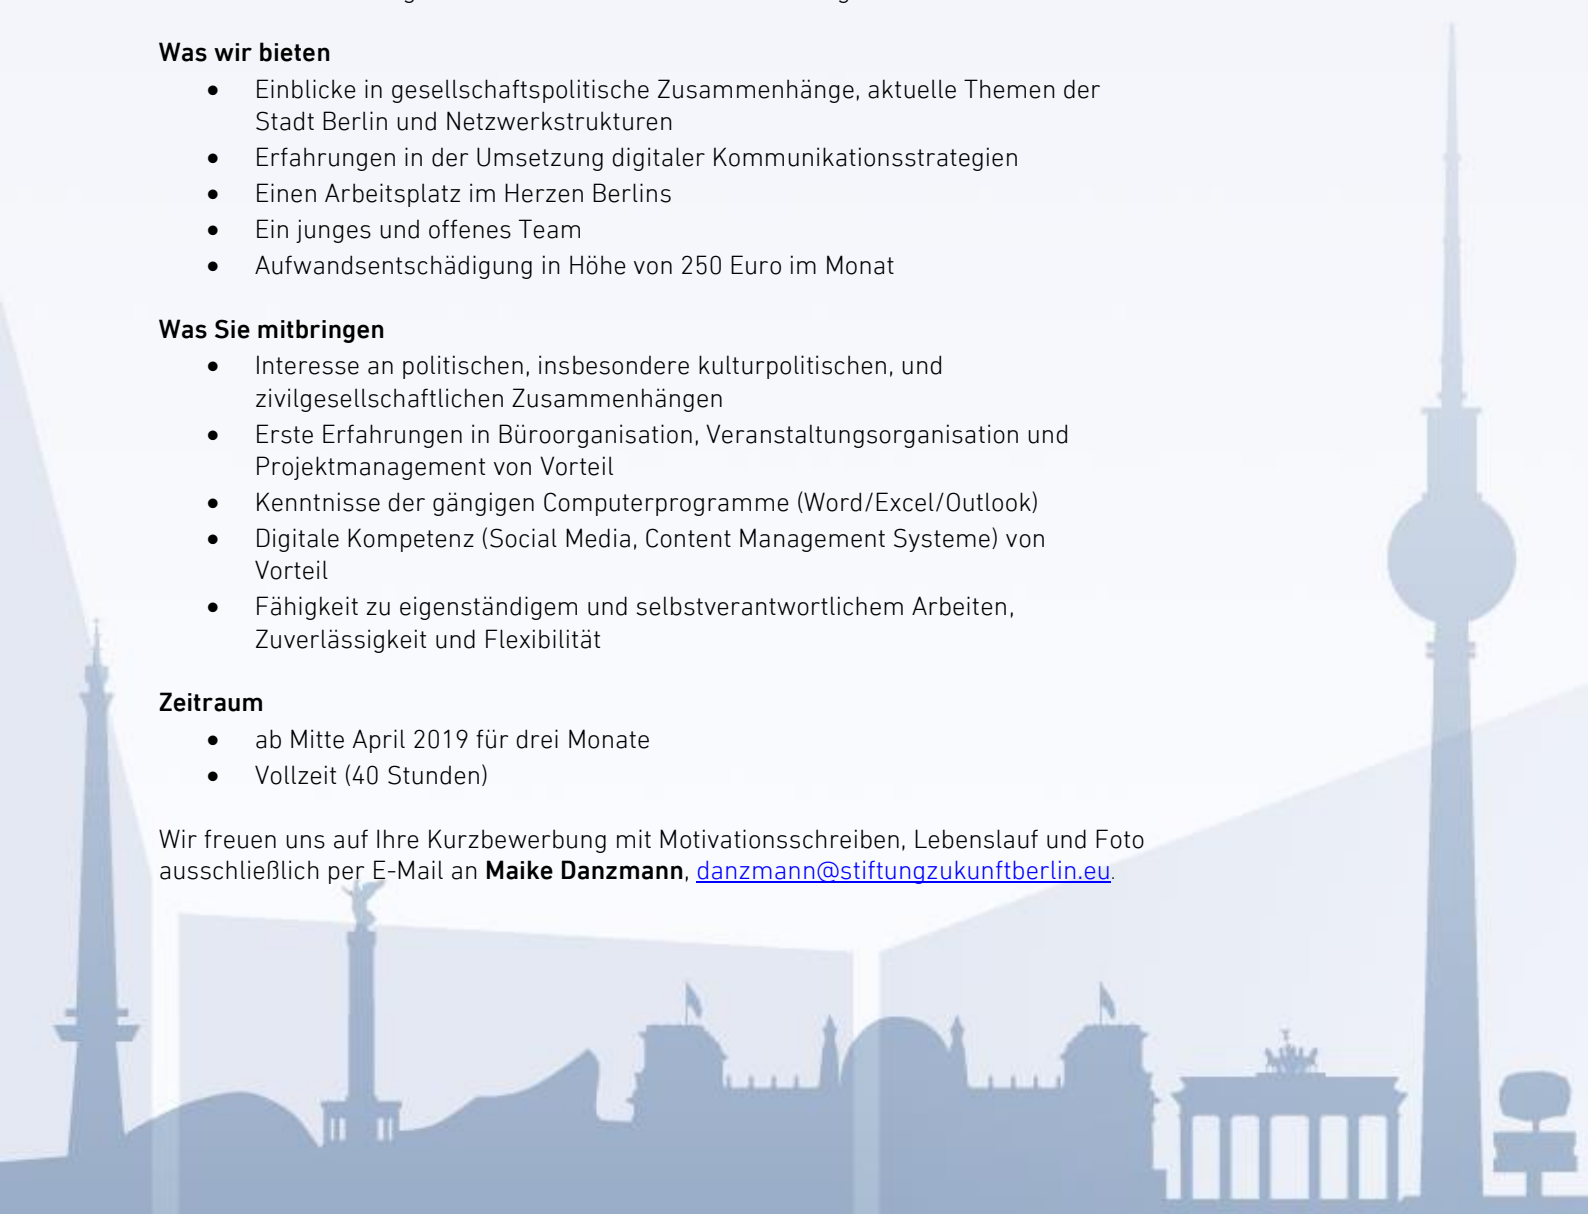 Was wir bieten
• Einblicke in gesellschaftspolitische Zusammenhänge, aktuelle Themen der
Stadt Berlin und Netzwerkstrukturen
• Erfahrungen in der Umsetzung digitaler Kommunikationsstrategien
• Einen Arbeitsplatz im Herzen Berlins
• Ein junges und offenes Team
• Aufwandsentschädigung in Höhe von 250 Euro im Monat
Was Sie mitbringen
• Interesse an politischen, insbesondere kulturpolitischen, und
zivilgesellschaftlichen Zusammenhängen
• Erste Erfahrungen in Büroorganisation, Veranstaltungsorganisation und
Projektmanagement von Vorteil
• Kenntnisse der gängigen Computerprogramme (Word/Excel/Outlook)
• Digitale Kompetenz (Social Media, Content Management Systeme) von
Vorteil
• Fähigkeit zu eigenständigem und selbstverantwortlichem Arbeiten,
Zuverlässigkeit und Flexibilität
Zeitraum
• ab Mitte April 2019 für drei Monate
• Vollzeit (40 Stunden)
Wir freuen uns auf Ihre Kurzbewerbung mit Motivationsschreiben, Lebenslauf und Foto
ausschließlich per E-Mail an Maike Danzmann, danzmann@stiftungzukunftberlin.eu.